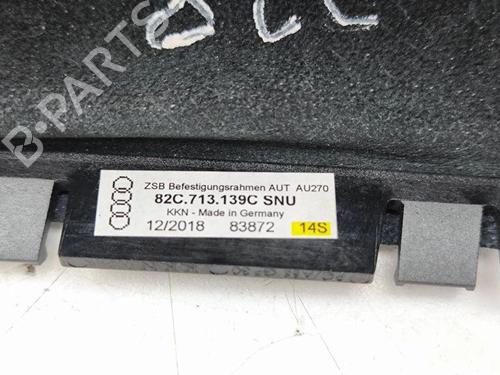 ZSB Befestigungsrahmen AUT AU270
82C.713.139C SNU
KKN - Made in Germany
12/2018 83872 14S
B-PARTS